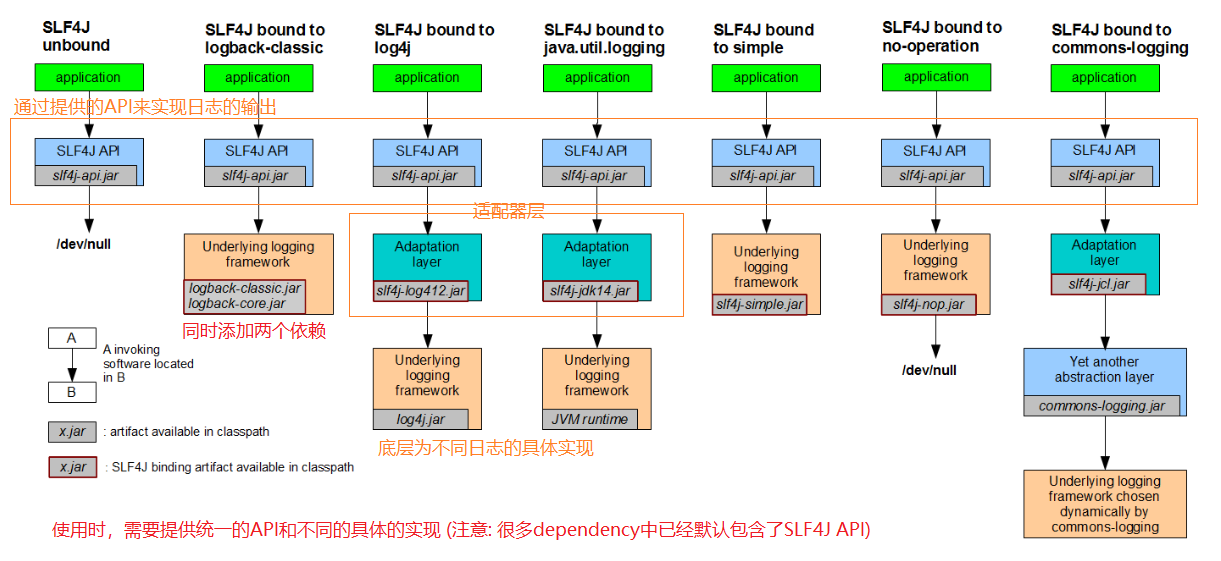 SLF4J
unbound
SLF4J bound to
logback-classic
SLF4J bound to
log4j
SLF4J bound to
java.util.logging
SLF4J bound
to simple
SLF4J bound to
no-operation
SLF4J bound to
commons-logging
application
application
application
application
application
application
application
通过提供的API来实现日志的输出
SLF4J API
slf4j-api.jar
SLF4J API
slf4j-api.jar
SLF4J API
slf4j-api.jar
SLF4J API
slf4j-api.jar
SLF4J API
slf4j-api.jar
SLF4J API
slf4j-api.jar
SLF4J API
slf4j-api.jar
适配器层
/dev/null
Underlying logging
framework
logback-classic.jar
logback-core.jar
同时添加两个依赖
Adaptation
layer
slf4j-log412.jar
Adaptation
layer
slf4j-jdk14.jar
Underlying
logging
framework
slf4j-simple.jar
Underlying
logging
framework
slf4j-nop.jar
Adaptation
layer
slf4j-jcl.jar
A
B
A invoking
software located
in B
Underlying
logging
framework
log4j.jar
Underlying
logging
framework
JVM runtime
/dev/null
Yet another
abstraction layer
commons-logging.jar
底层为不同日志的具体实现
x.jar
: artifact available in classpath
x.jar
: SLF4J binding artifact available in classpath
Underlying logging
framework chosen
dynamically by
commons-logging
使用时，需要提供统一的API和不同的具体的实现 (注意: 很多dependency中已经默认包含了SLF4J API)